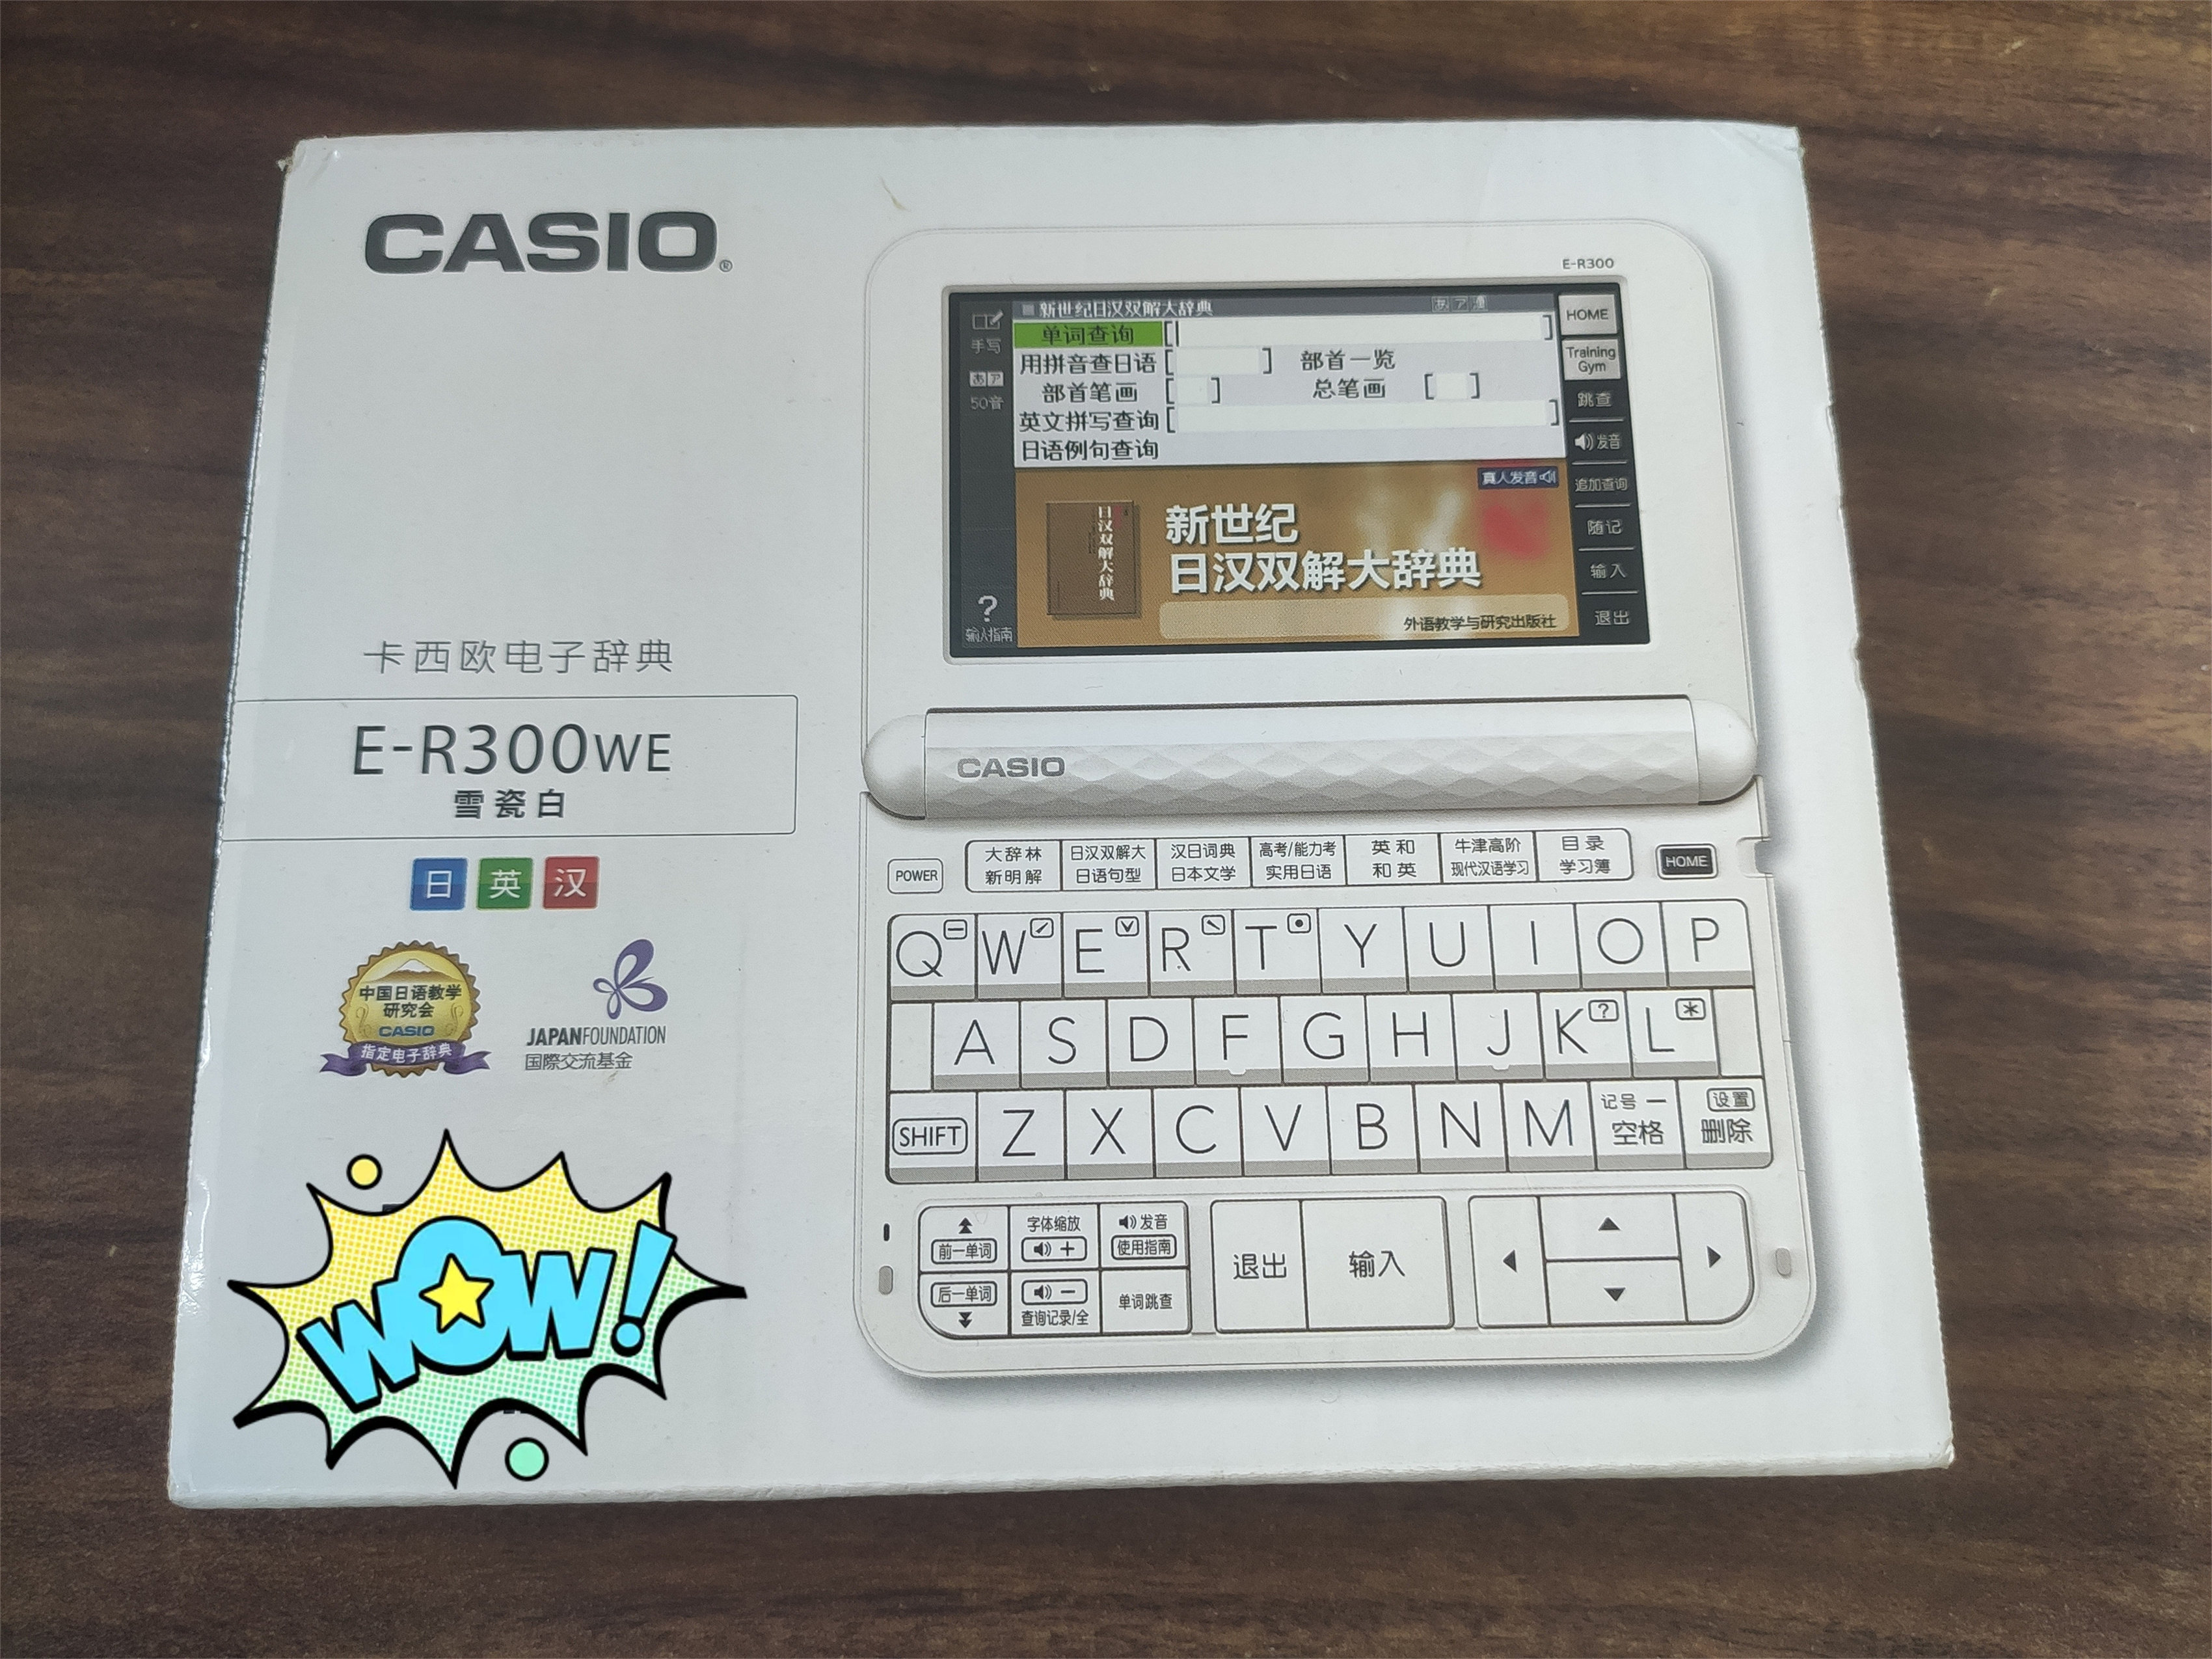 CASIO®
卡西欧电子辞典
E-R300WE
雪瓷白
日 英 汉
中国日语教学
研究会
CASIO
指定电子辞典
JAPANFOUNDATION
国際交流基金
WOW!
E-R300
手写
あ ア
50音
?
输入指南
新世纪日汉双解大辞典
あ ア 漢
单词查询 [ ]
用拼音查日语 [ ] 部首一览
部首笔画 [ ] 总笔画 [ ]
英文拼写查询 [ ]
日语例句查询
真人发音
日汉双解大辞典
新世纪
日汉双解大辞典
外语教学与研究出版社
HOME
Training
Gym
跳查
发音
追加查询
随记
输入
退出
CASIO
POWER
大辞林
新明解
日汉双解大
日语句型
汉日词典
日本文学
高考/能力考
实用日语
英和
和英
牛津高阶
现代汉语学习
目录
学习簿
HOME
Q W E R T Y U I O P
A S D F G H J K ? L *
SHIFT Z X C V B N M
记号 一
空格
设置
删除
前一单词
后一单词
字体缩放
+
−
查询记录/全
发音
使用指南
单词跳查
退出
输入